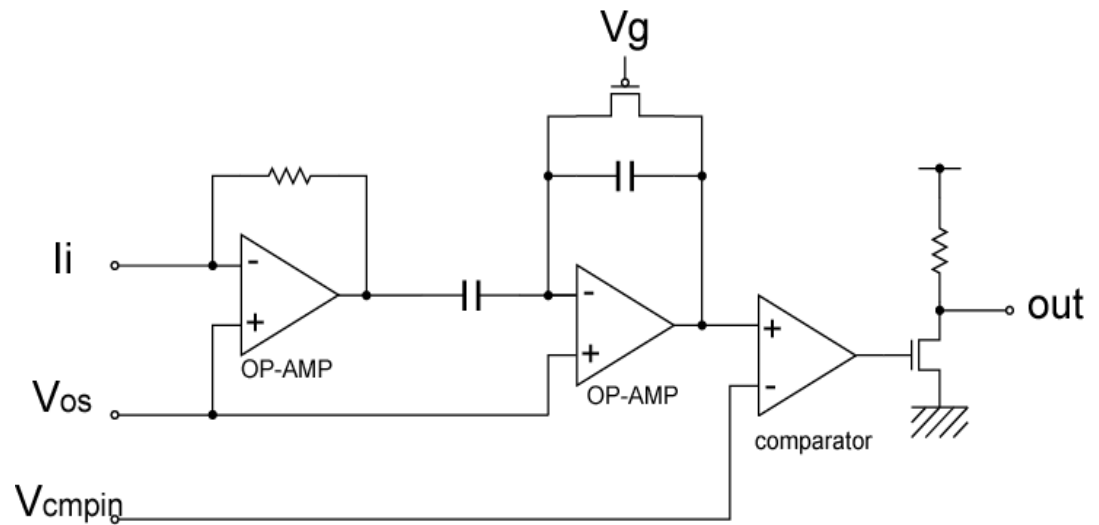 Vg
Ii
-
+
OP-AMP
-
+
OP-AMP
Vos
+
-
comparator
out
Vcmpin